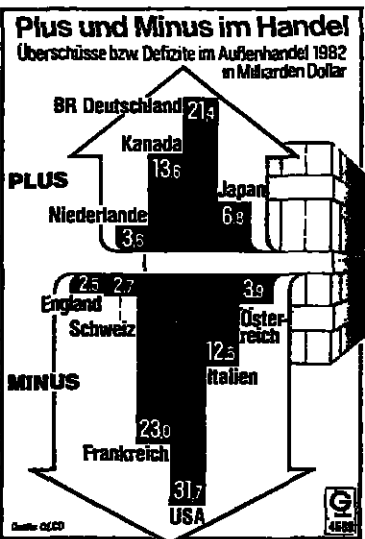 Plus und Minus im Handel
Überschüsse bzw. Defizite im Außenhandel 1982
in Milliarden Dollar
BR Deutschland 21,4
Kanada
13,6
PLUS
Japan
6,8
Niederlande
3,6
2,5 2,7 3,9
England
Schweiz
Öster-
reich
12,5
Italien
MINUS
23,0
Frankreich
31,7
USA
Quelle: OECD
G